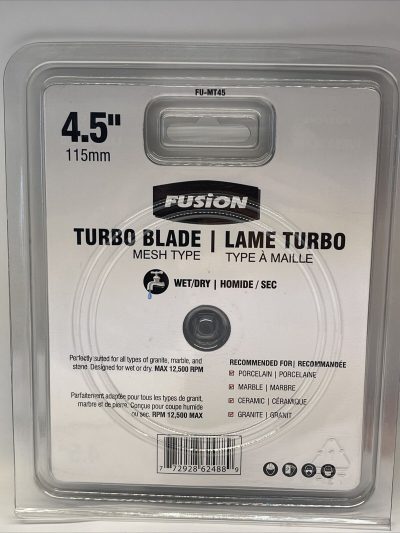 FU-MT45
4.5"
115mm
FUSiON
TURBO BLADE | LAME TURBO
MESH TYPE TYPE À MAILLE
WET/DRY | HOMIDE / SEC
Perfectly suited for all types of granite, marble, and
stone. Designed for wet or dry. MAX 12,500 RPM
Parfaitement adaptée pour tous les types de granit,
marbre et de pierre. Conçue pour coupe humide
ou sec. RPM 12,500 MAX
RECOMMENDED FOR | RECOMMANDÉE
PORCELAIN | PORCELAINE
MARBLE | MARBRE
CERAMIC | CÉRAMIQUE
GRANITE | GRANIT
7 72928 62488 9